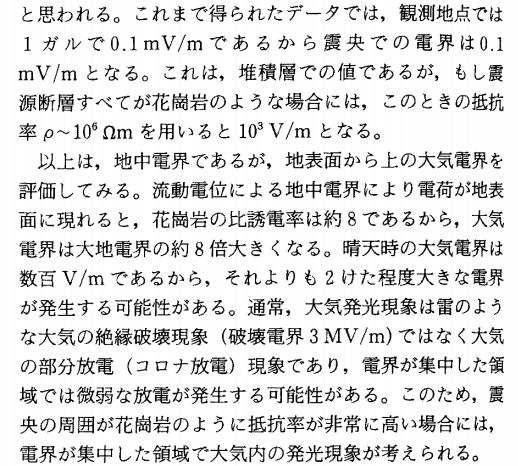 と思われる。これまで得られたデータでは，観測地点では
1ガルで0.1mV/mであるから震央での電界は0.1
mV/mとなる。これは，堆積層での値であるが，もし震
源断層すべてが花崗岩のような場合には，このときの抵抗
率ρ~10⁶ Ωmを用いると10³ V/mとなる。
以上は，地中電界であるが，地表面から上の大気電界を
評価してみる。流動電位による地中電界により電荷が地表
面に現れると，花崗岩の比誘電率は約8であるから，大気
電界は大地電界の約8倍大きくなる。晴天時の大気電界は
数百V/mであるから，それよりも2けた程度大きな電界
が発生する可能性がある。通常，大気発光現象は雷のよう
な大気の絶縁破壊現象（破壊電界3MV/m)ではなく大気
の部分放電（コロナ放電）現象であり，電界が集中した領
域では微弱な放電が発生する可能性がある。このため，震
央の周囲が花崗岩のように抵抗率が非常に高い場合には，
電界が集中した領域で大気内の発光現象が考えられる。